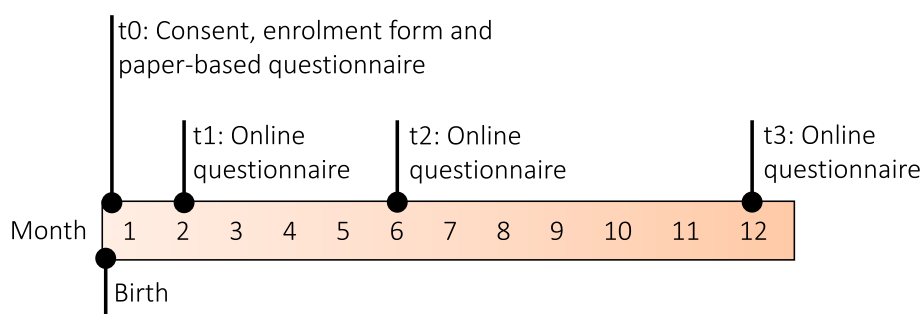 t0: Consent, enrolment form and
paper-based questionnaire
t1: Online
questionnaire
t2: Online
questionnaire
t3: Online
questionnaire
Month 1 2 3 4 5 6 7 8 9 10 11 12
Birth